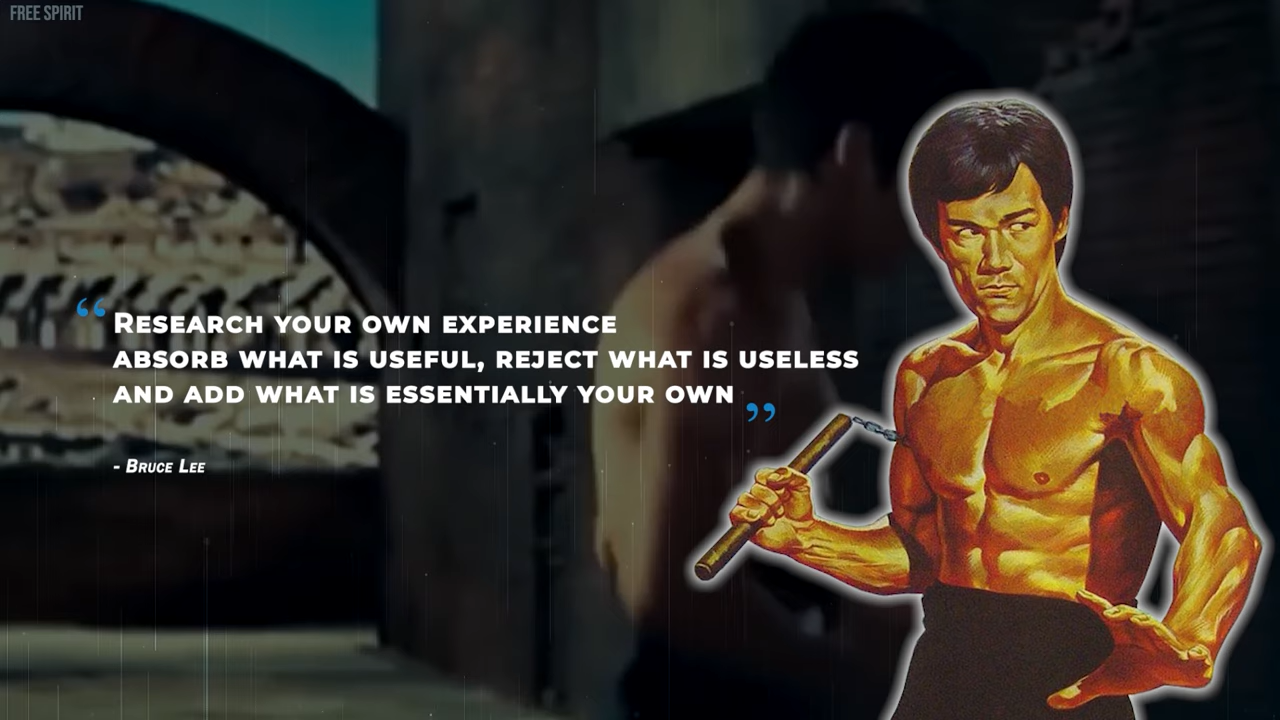 FREE SPIRIT
“ Research your own experience
absorb what is useful, reject what is useless
and add what is essentially your own ”
- Bruce Lee